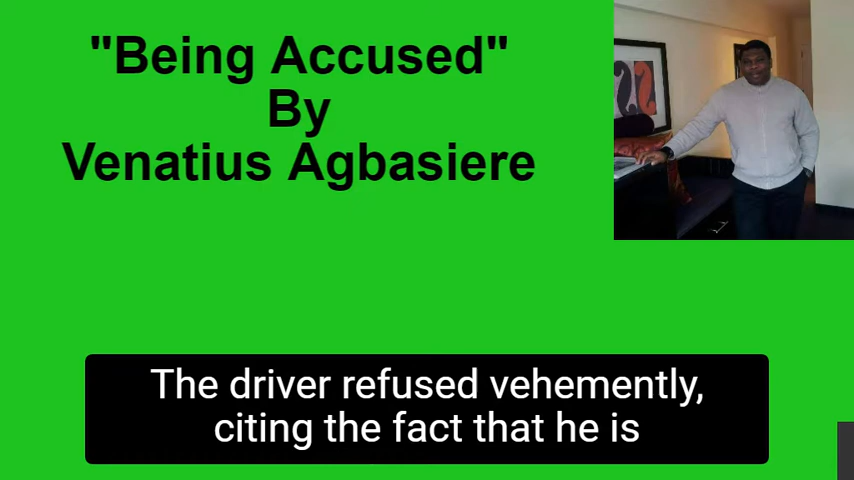 "Being Accused"
By
Venatius Agbasiere
The driver refused vehemently,
citing the fact that he is